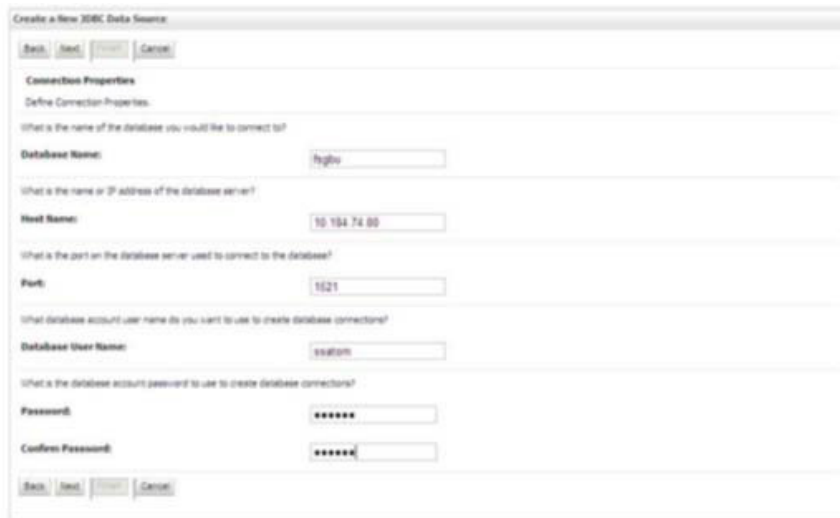 Create a New JDBC Data Source
Back Next Finish Cancel
Connection Properties
Define Connection Properties.
What is the name of the database you would like to connect to?
Database Name: fsgbu
What is the name or IP address of the database server?
Host Name:
What is the port on the database server used to connect to the database?
Port: 1521
What database account user name do you want to use to create database connections?
Database User Name: ssatom
What is the database account password to use to create database connections?
Password: ••••••
Confirm Password: ••••••
Back Next Finish Cancel